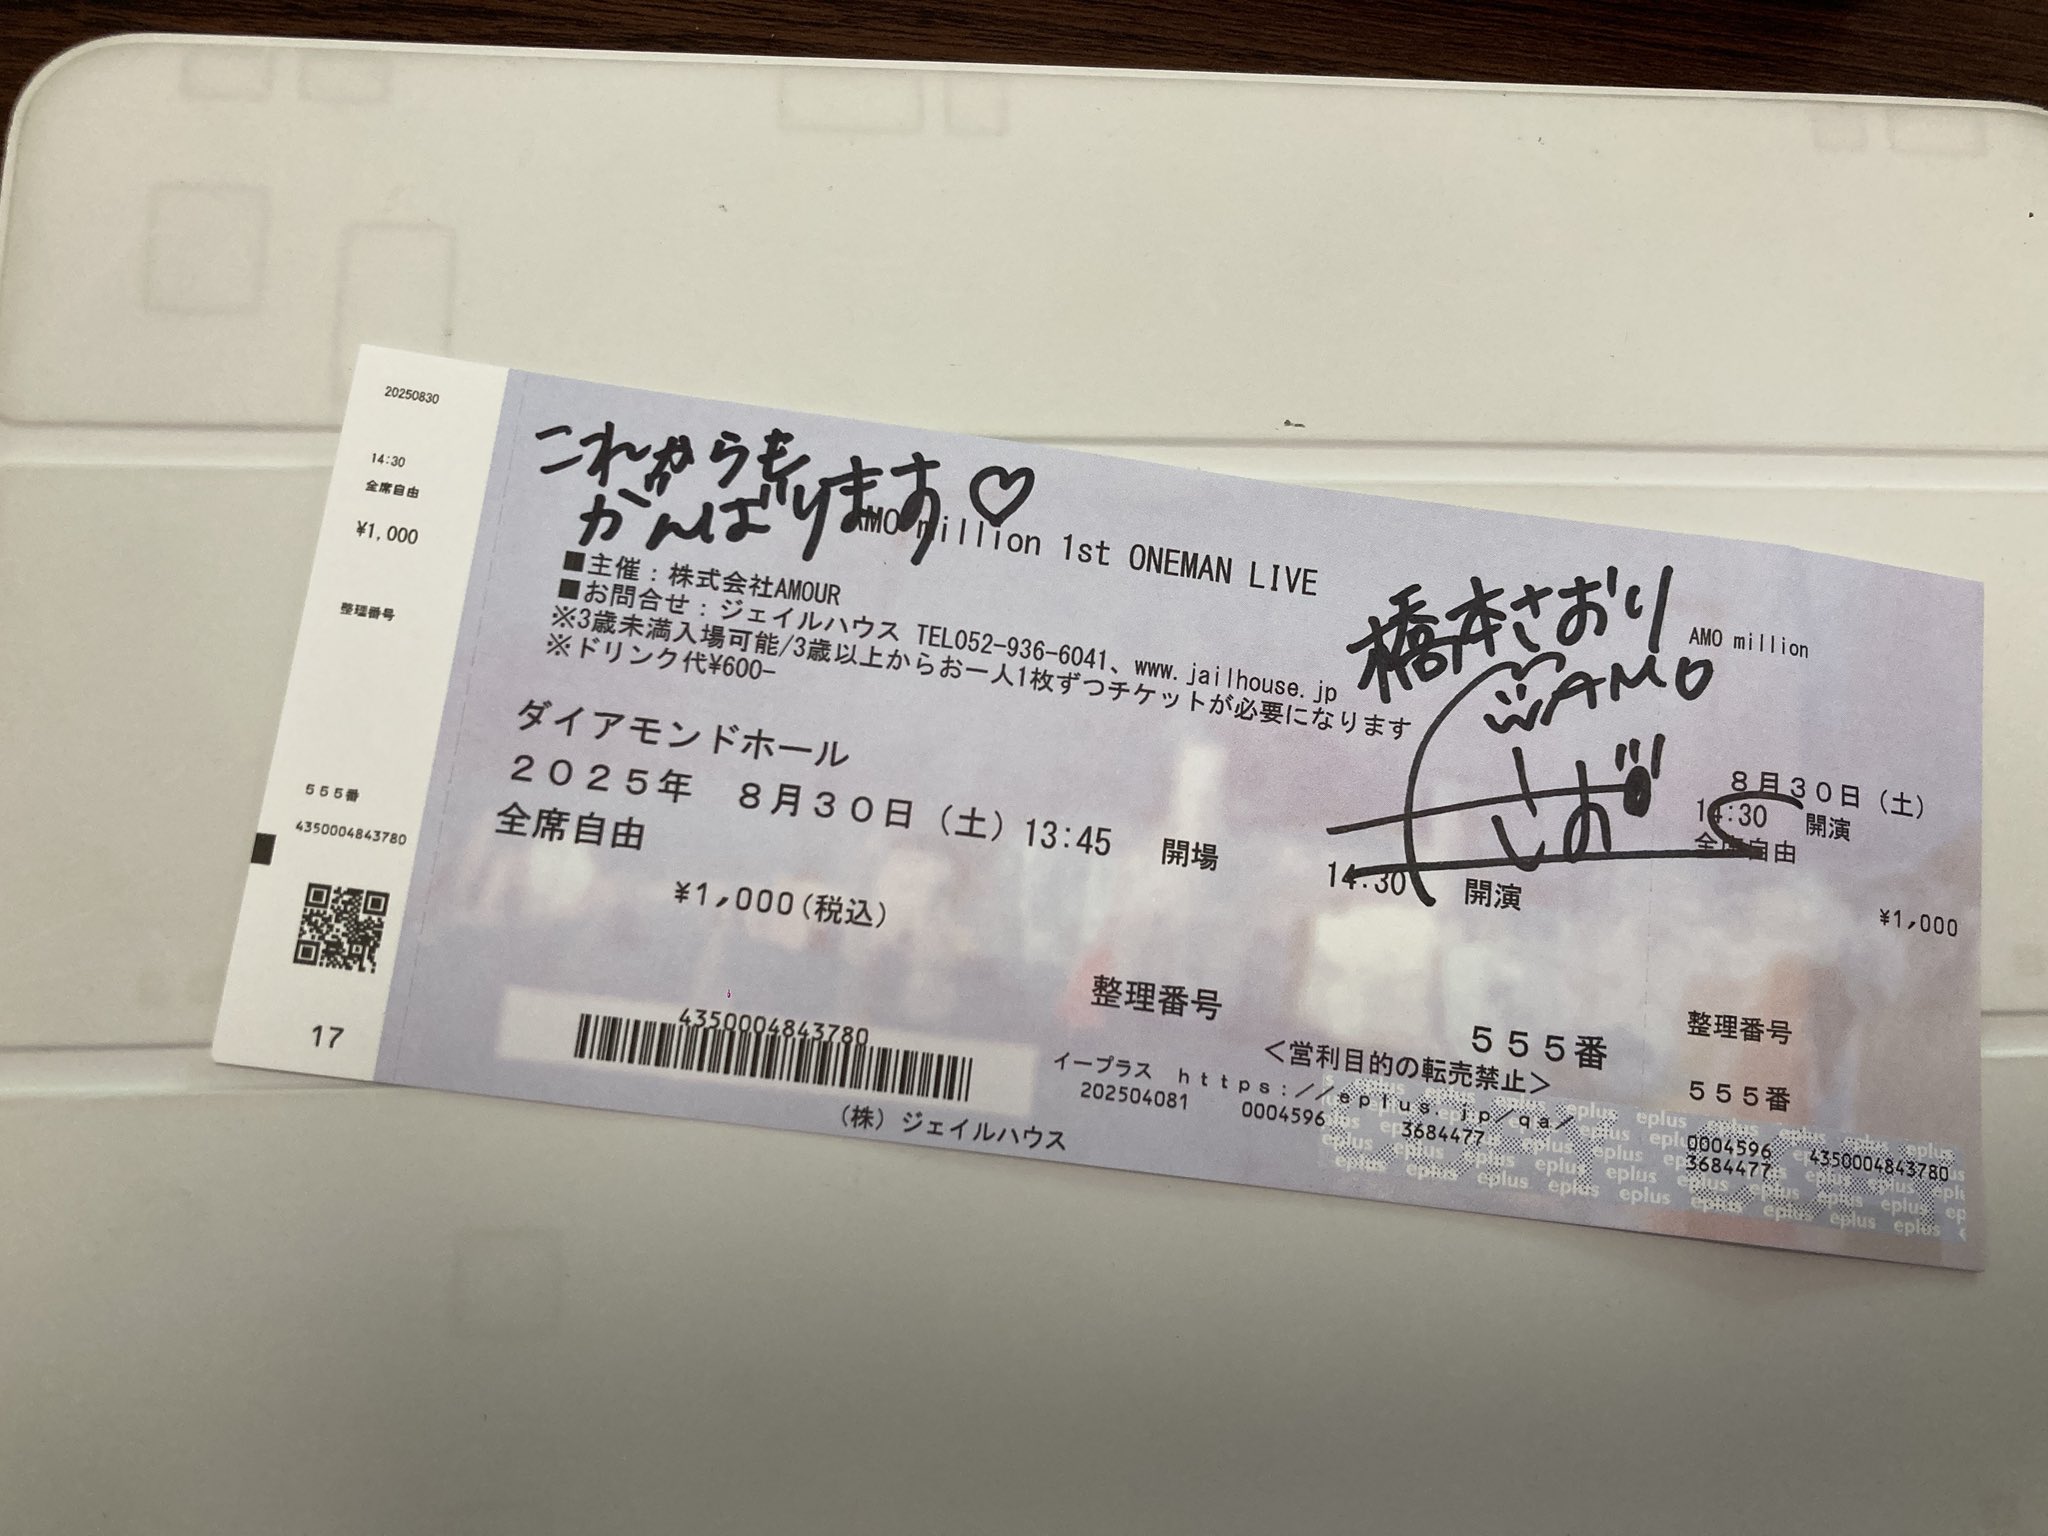 20250830
14:30
全席自由
¥1,000
整理番号
555番
4350004843780
17
これからも
がんばります♡
AMO million 1st ONEMAN LIVE
■主催：株式会社AMOUR
■お問合せ：ジェイルハウス TEL052-936-6041、www.jailhouse.jp
※3歳未満入場可能/3歳以上からお一人1枚ずつチケットが必要になります
※ドリンク代¥600-
ダイアモンドホール
２０２５年　８月３０日（土）13:45　開場
14:30　開演
全席自由
¥1,000(税込)
4350004843780
(株）ジェイルハウス
整理番号
５５５番
＜営利目的の転売禁止＞
イープラス　ｈｔｔｐｓ：／／ｅｐｌｕｓ．ｊｐ／ｑａ／
202504081　0004596　3684477
橋本さおり
AMO
AMO million
８月３０日（土）
14:30　開演
全席自由
¥1,000
整理番号
５５５番
0004596　4350004843780
3684477
eplus